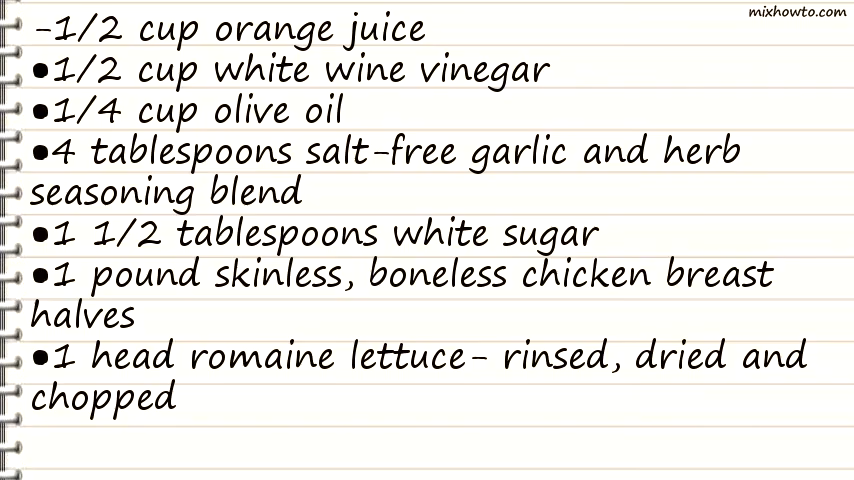 mixhowto.com
-1/2 cup orange juice
•1/2 cup white wine vinegar
•1/4 cup olive oil
•4 tablespoons salt-free garlic and herb
seasoning blend
•1 1/2 tablespoons white sugar
•1 pound skinless, boneless chicken breast
halves
•1 head romaine lettuce- rinsed, dried and
chopped